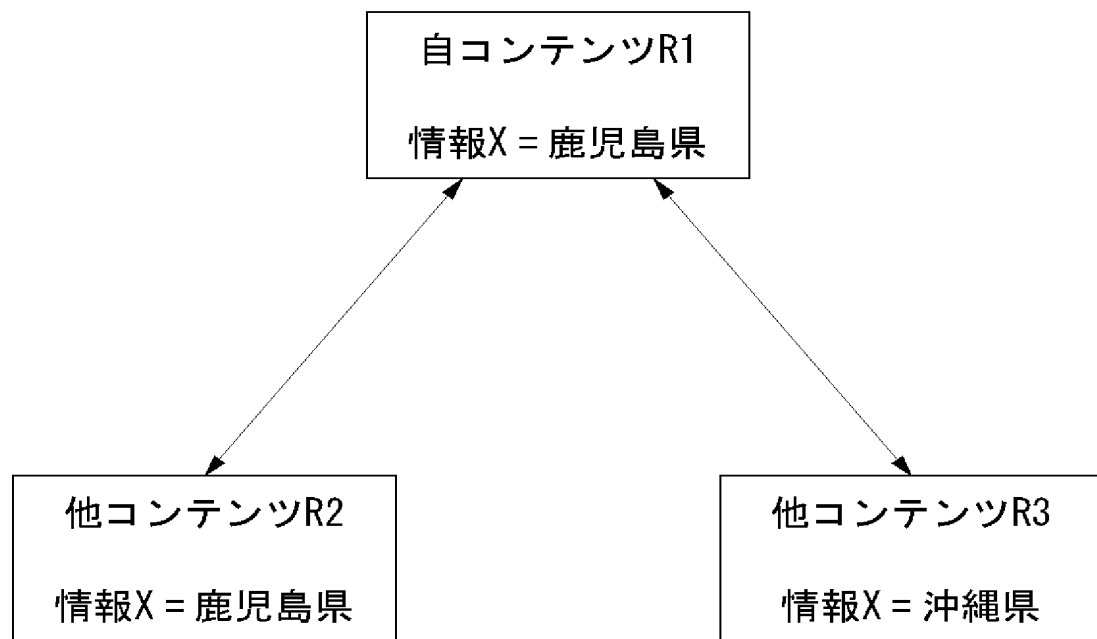 自コンテンツR1
情報X = 鹿児島県
他コンテンツR2
情報X = 鹿児島県
他コンテンツR3
情報X = 沖縄県